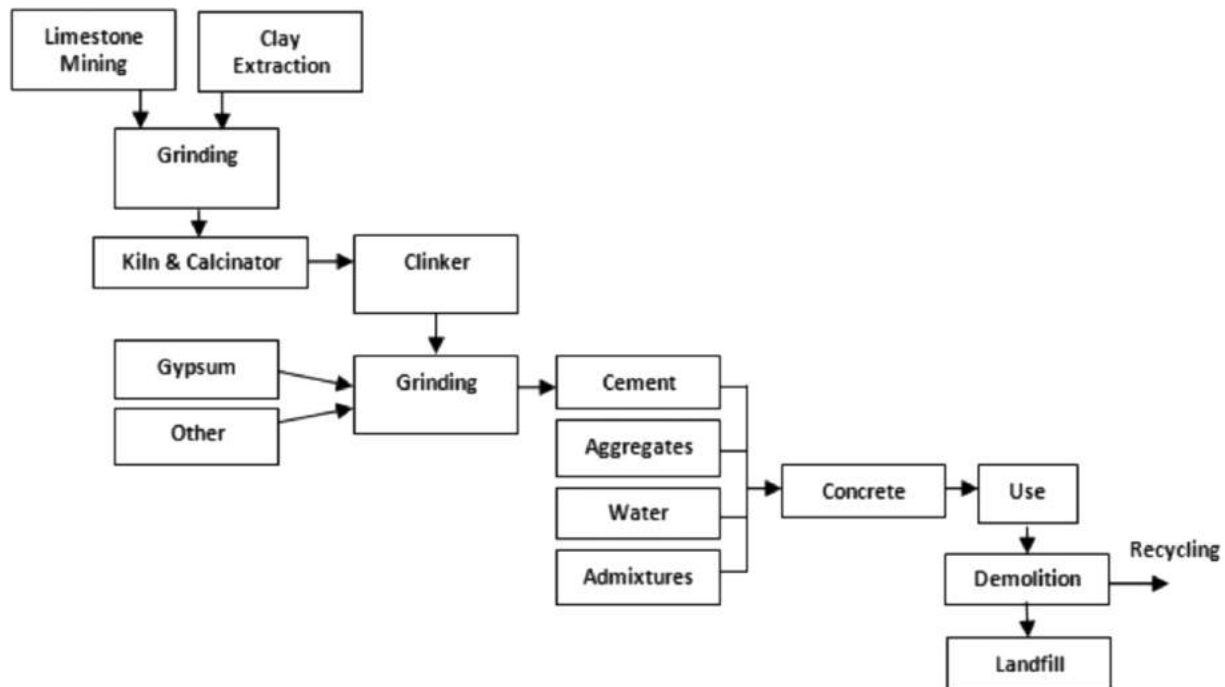 Limestone
Mining
Clay
Extraction
Grinding
Kiln & Calcinator
Clinker
Gypsum
Grinding
Cement
Other
Aggregates
Concrete
Use
Water
Recycling
Admixtures
Demolition
Landfill